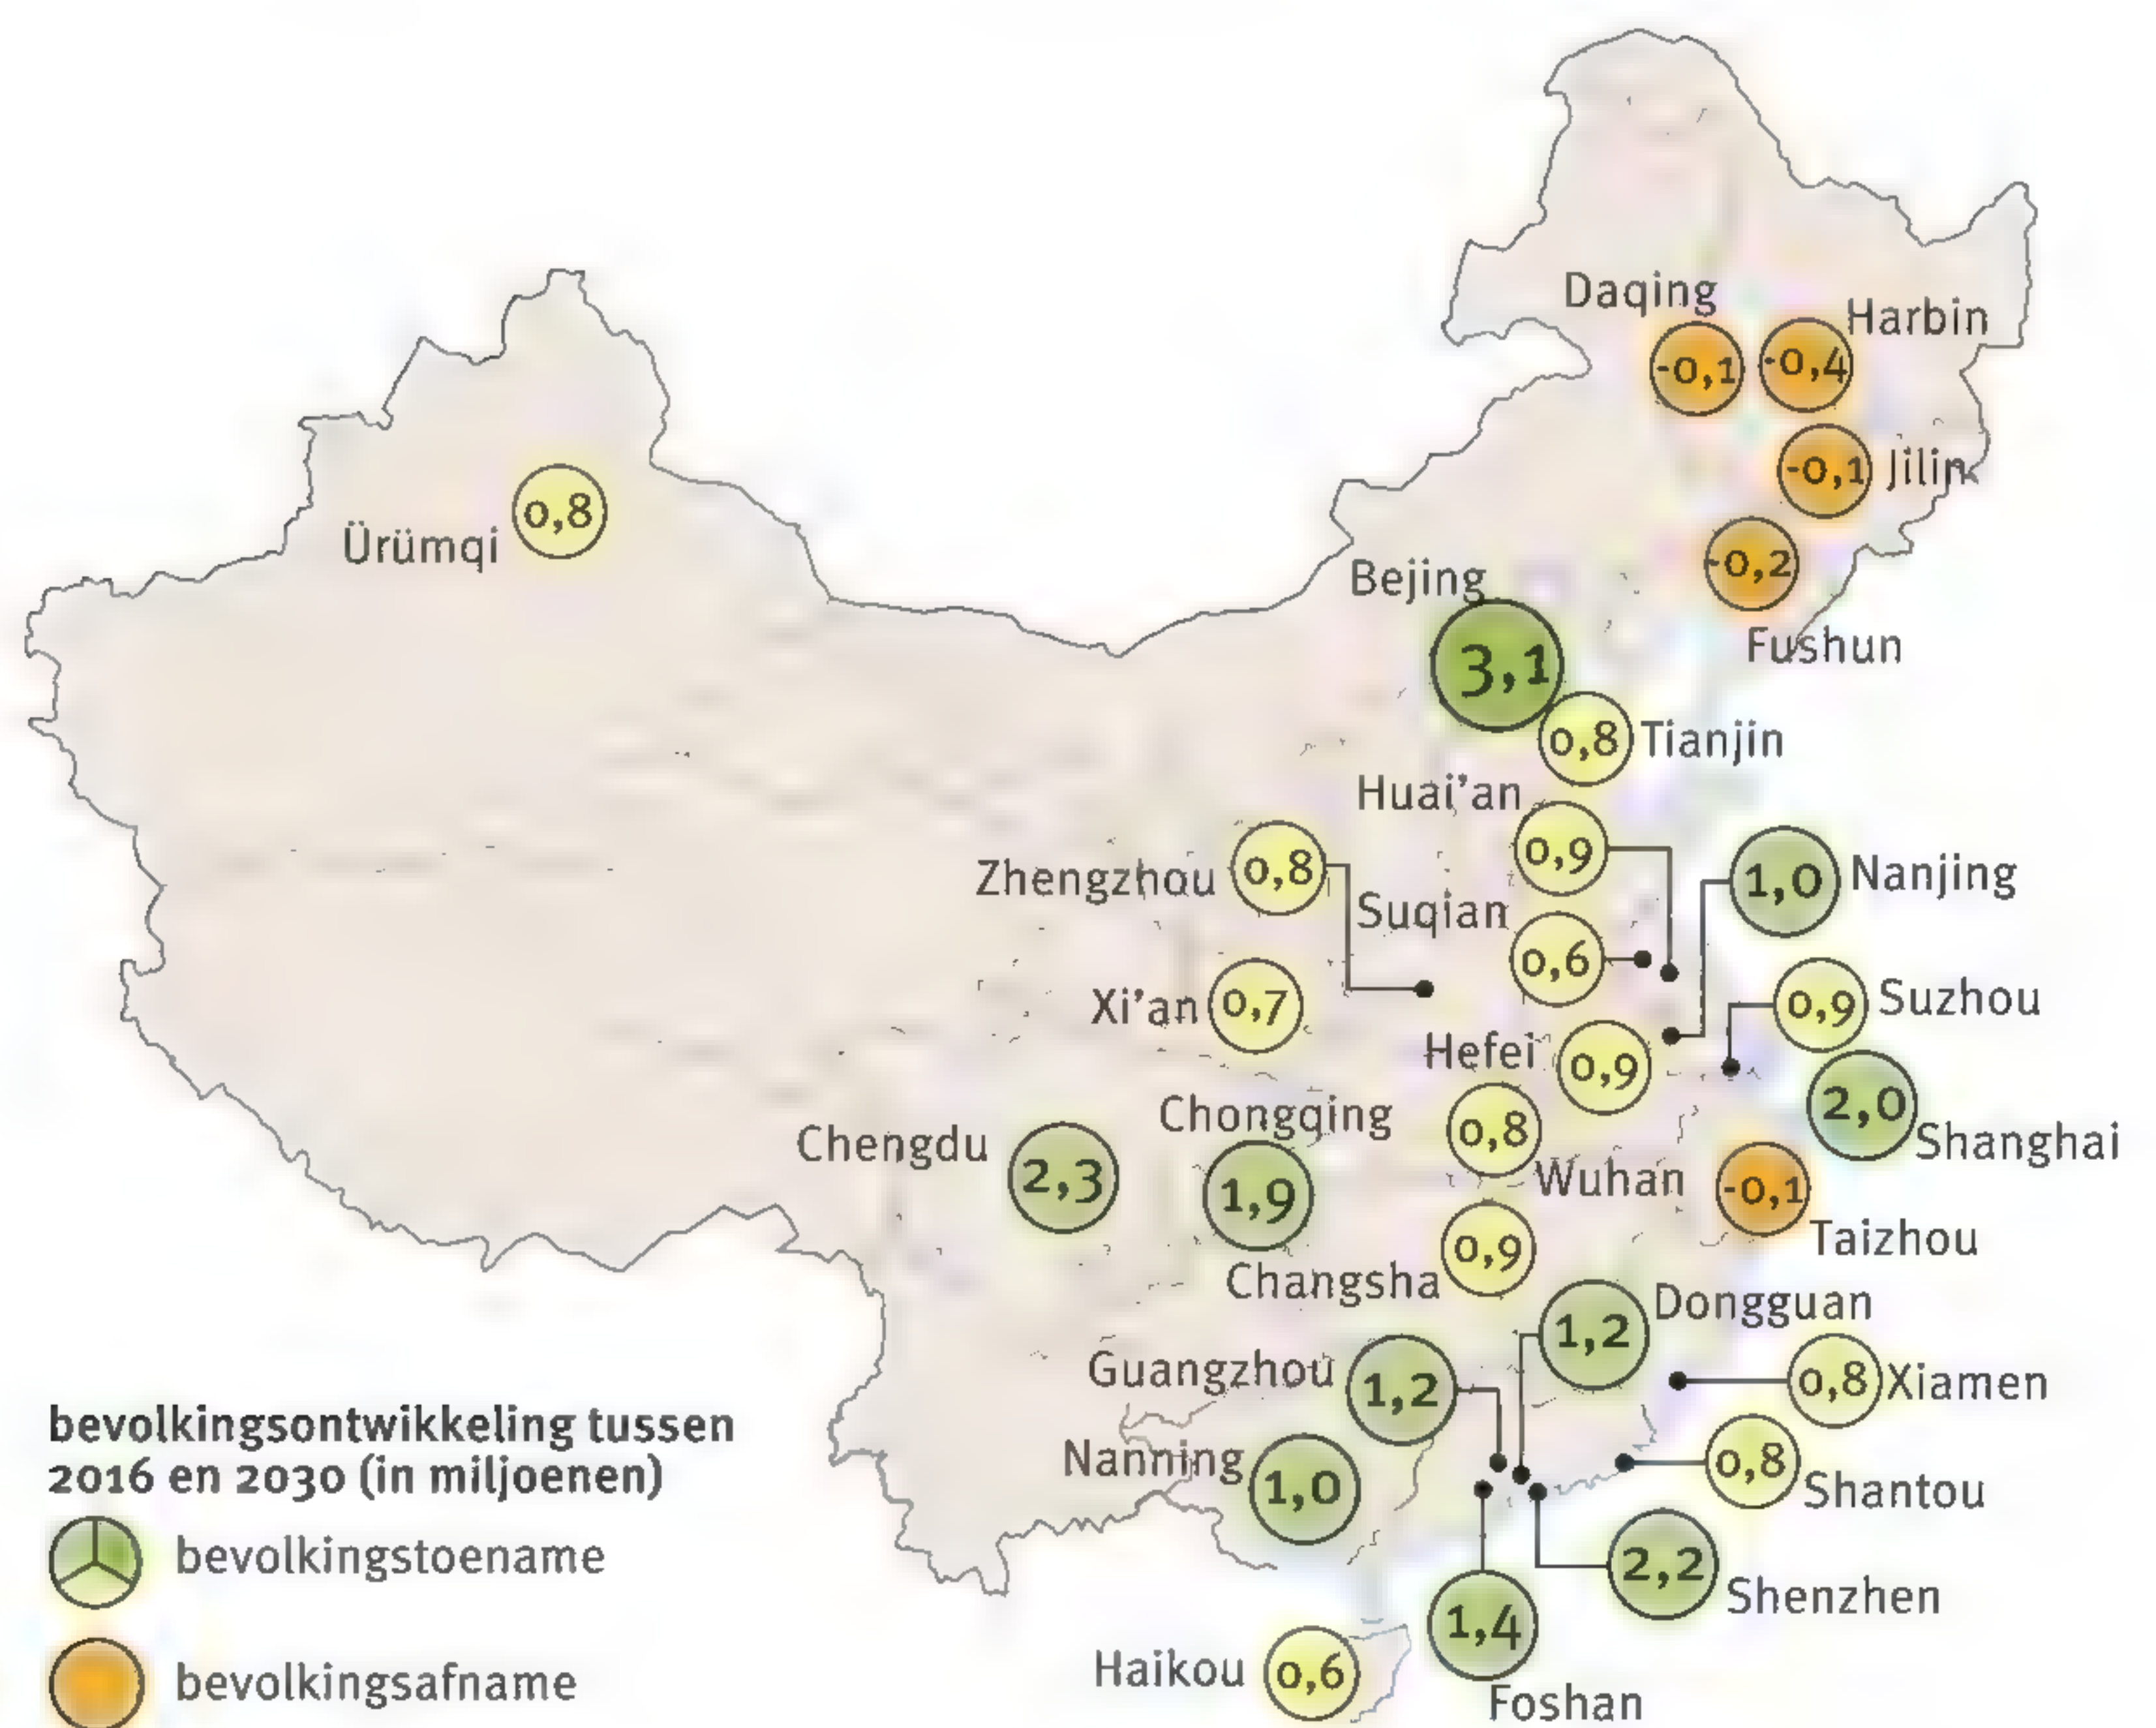 Daqing
Harbin
-0,1
-0,4
-0,1 Jilin
0,8
Ürümqi
-0,2
Bejing
Fushun
3,1
0,8 Tianjin
Huai'an
0,9
Zhengzhou 0,8
1,0 Nanjing
Suqian
0,6
Xi'an 0,7
0,9 Suzhou
Hefei 0,9
2,0
Shanghai
Chongqing
0,8
Wuhan
Chengdu 2,3
1,9
-0,1
Taizhou
0,9
Changsha
Dongguan
1,2
Guangzhou 1,2
0,8 Xiamen
Nanning 1,0
0,8
Shantou
2,2
Shenzhen
1,4
Foshan
Haikou 0,6
bevolkingsontwikkeling tussen
2016 en 2030 (in miljoenen)
bevolkingstoename
bevolkingsafname